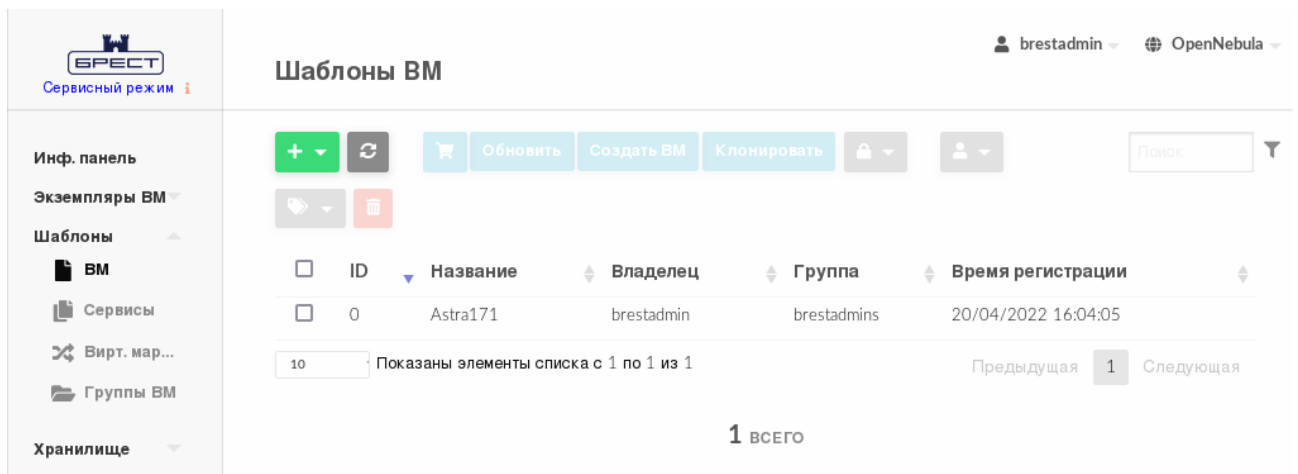 БРЕСТ
Сервисный режим
Шаблоны ВМ
brestadmin
OpenNebula
Инф. панель
Экземпляры ВМ
Шаблоны
ВМ
Сервисы
Вирт. мар...
Группы ВМ
Хранилище
Обновить Создать ВМ Клонировать
Поиск
ID Название Владелец Группа Время регистрации
0 Astra171 brestadmin brestadmins 20/04/2022 16:04:05
10 Показаны элементы списка с 1 по 1 из 1
Предыдущая 1 Следующая
1 ВСЕГО